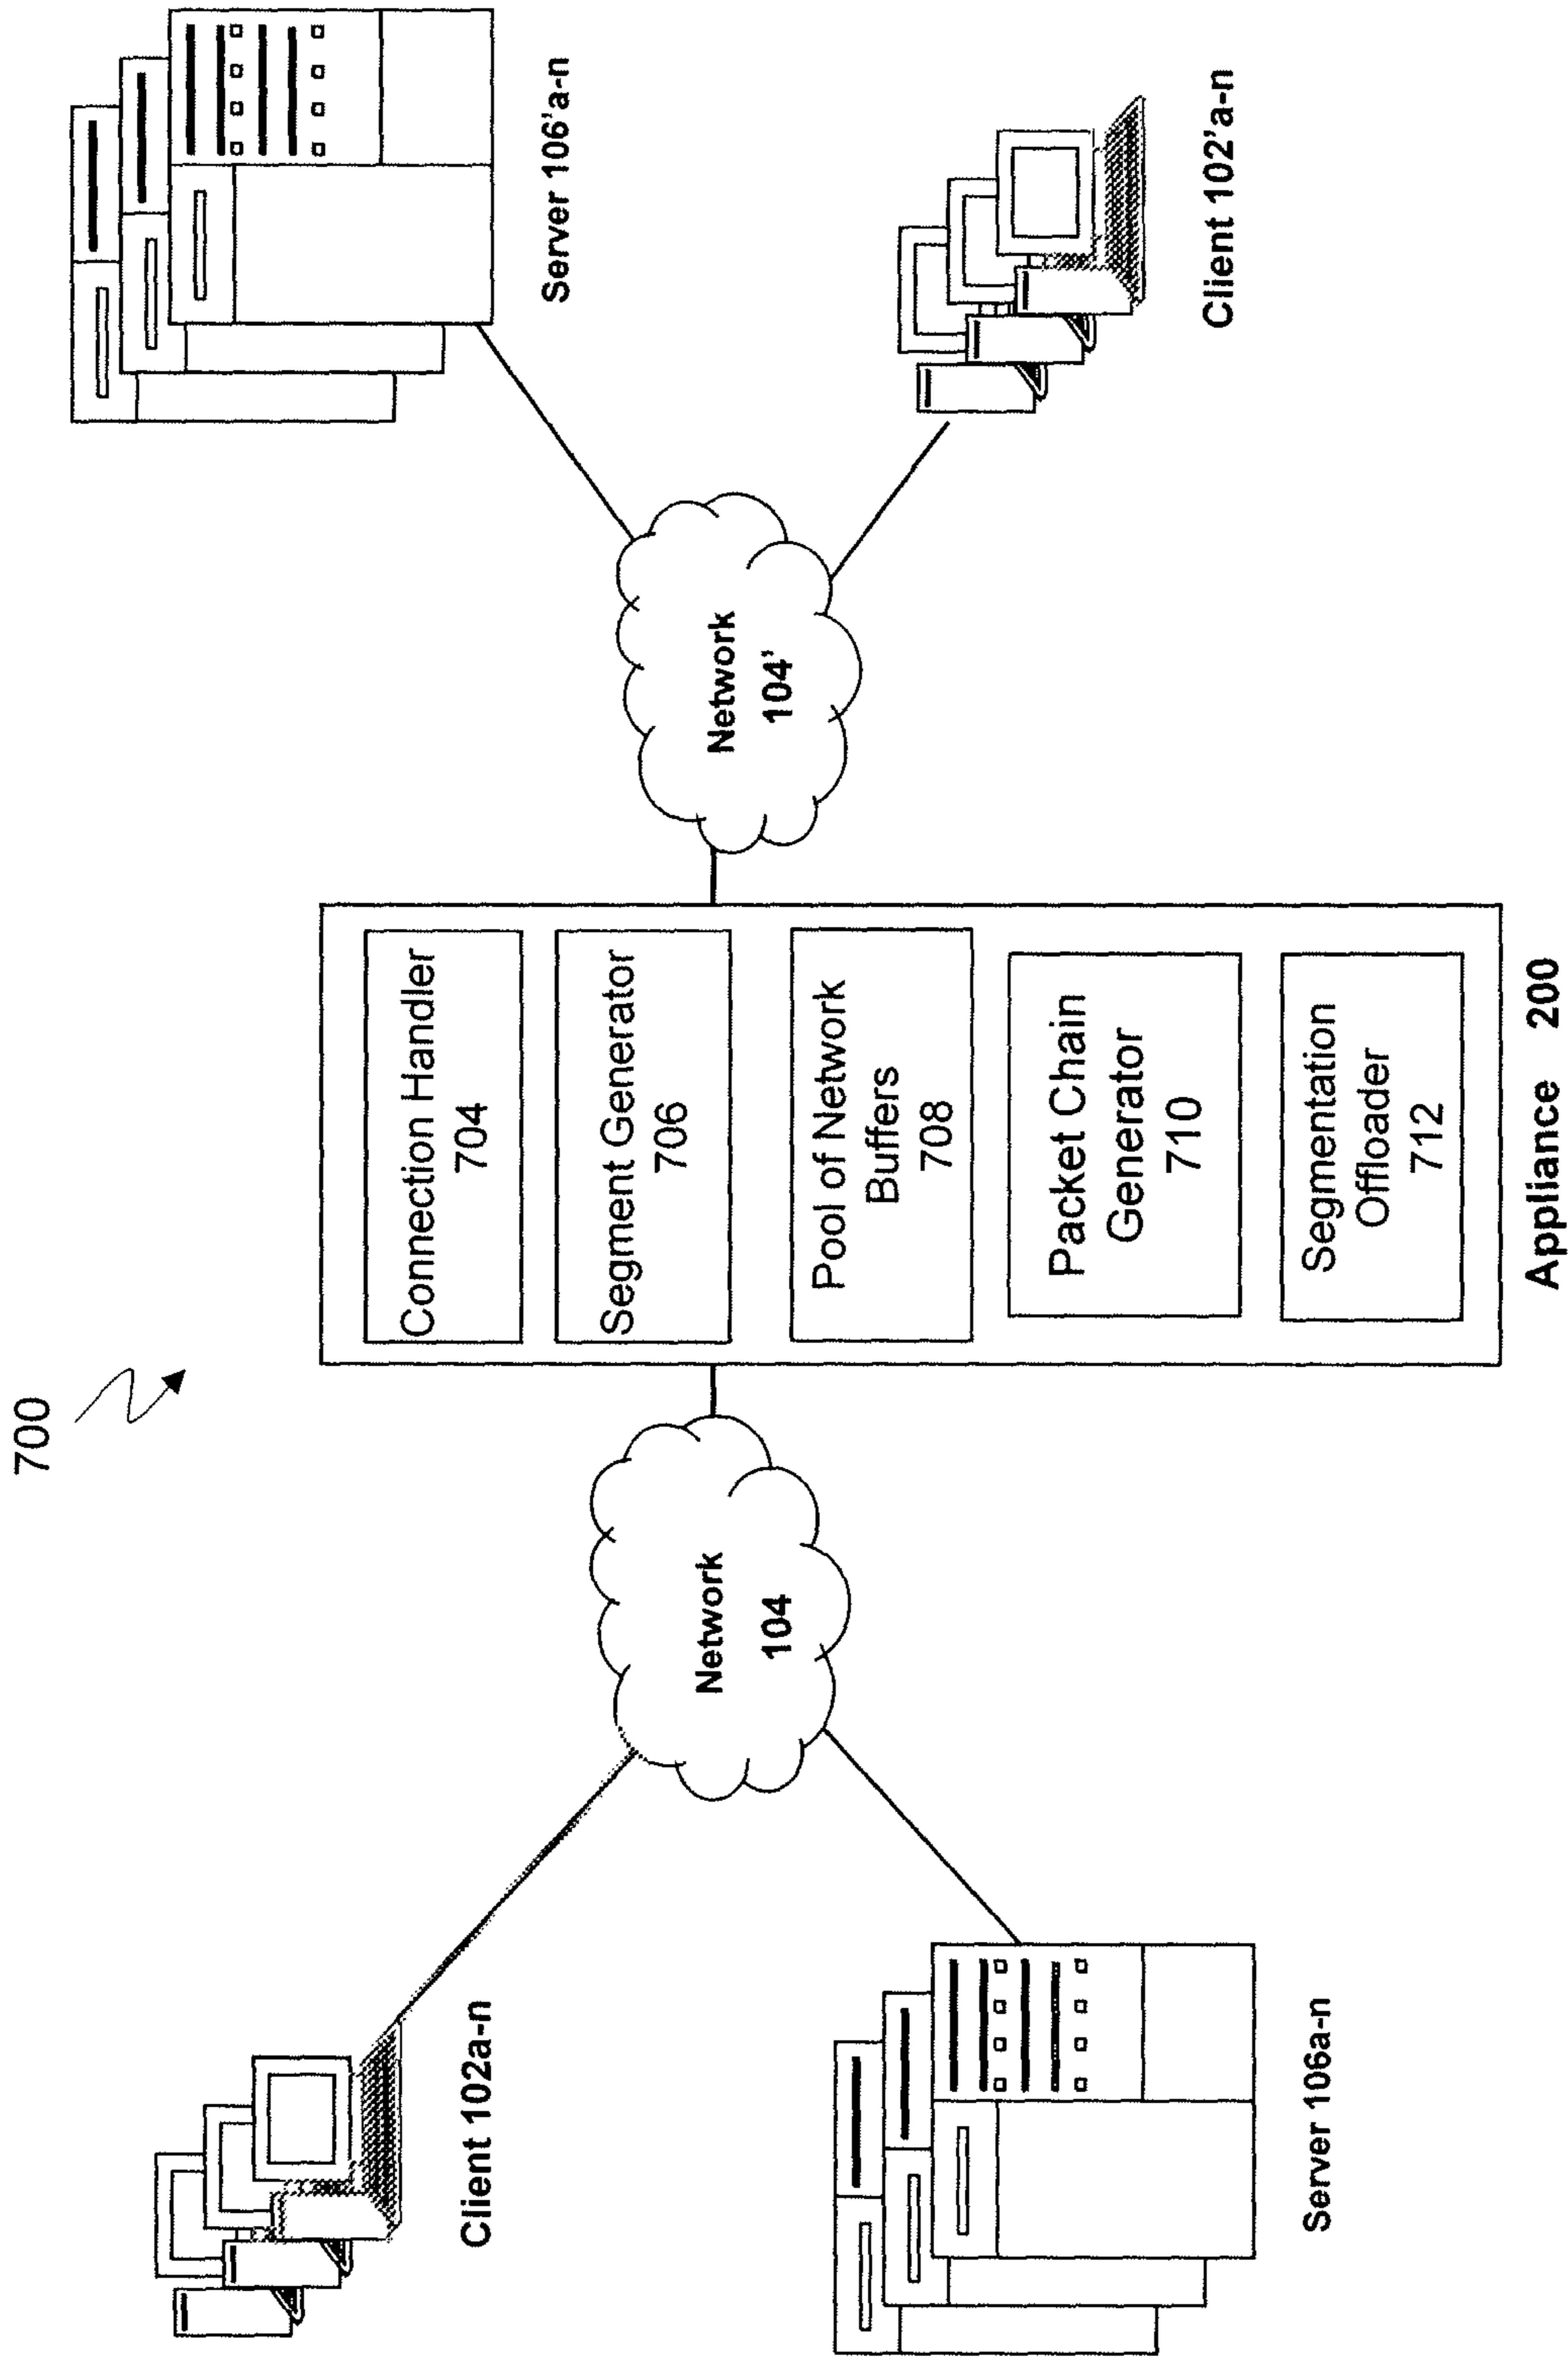 700
Client 102a-n
Server 106a-n
Network
104
Connection Handler
704
Segment Generator
706
Pool of Network
Buffers
708
Packet Chain
Generator
710
Segmentation
Offloader
712
Appliance 200
Network
104'
Server 106'a-n
Client 102'a-n